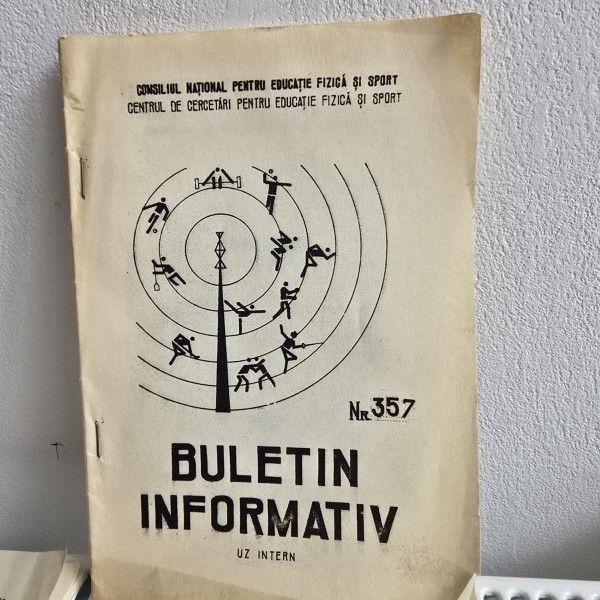 CONSILIUL NAȚIONAL PENTRU EDUCAȚIE FIZICĂ ȘI SPORT
CENTRUL DE CERCETĂRI PENTRU EDUCAȚIE FIZICĂ ȘI SPORT
NR. 357
BULETIN
INFORMATIV
UZ INTERN